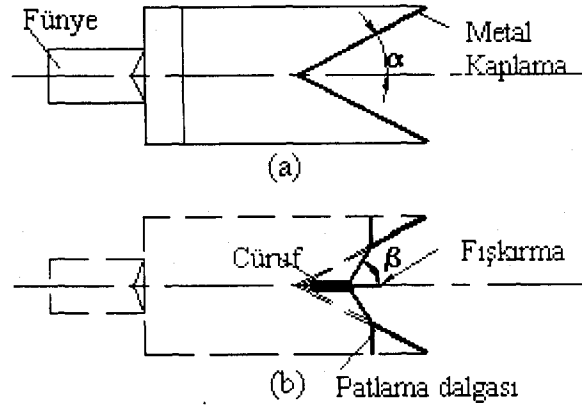 Fünye
Metal
Kaplama
α
(a)
Cüruf
β
Fışkırma
(b)
Patlama dalgası